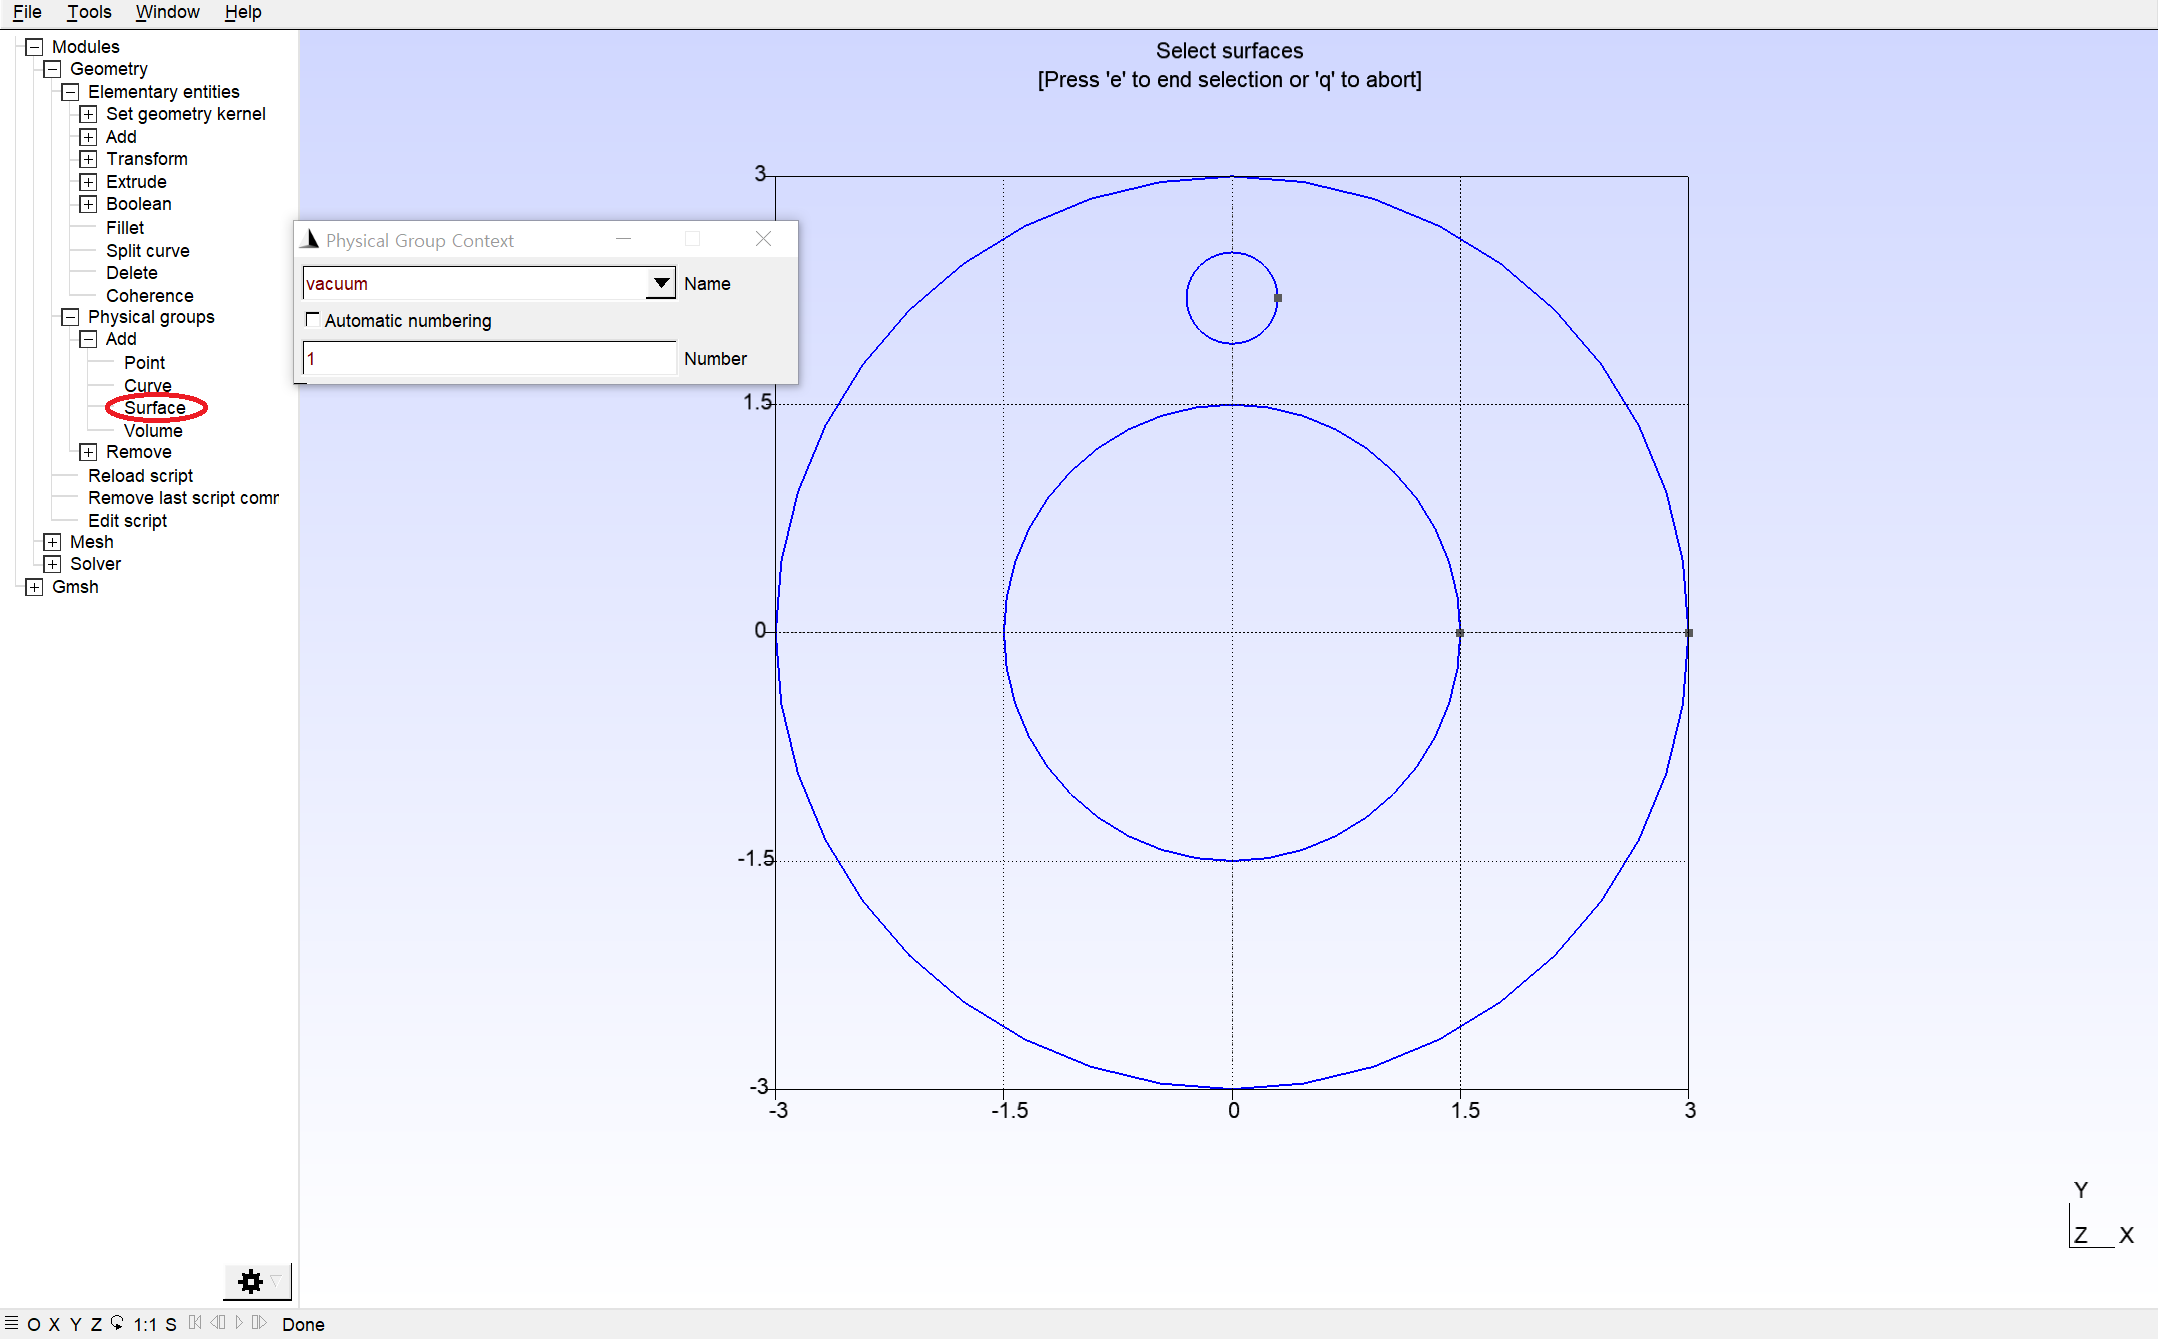 File Tools Window Help
Modules
Geometry
Elementary entities
Set geometry kernel
Add
Transform
Extrude
Boolean
Fillet
Split curve
Delete
Coherence
Physical groups
Add
Point
Curve
Surface
Volume
Remove
Reload script
Remove last script comr
Edit script
Mesh
Solver
Gmsh
Select surfaces
[Press 'e' to end selection or 'q' to abort]
Physical Group Context
vacuum Name
Automatic numbering
1 Number
3
1.5
0
-1.5
-3
-3 -1.5 0 1.5 3
Y
Z X
O X Y Z 1:1 S Done